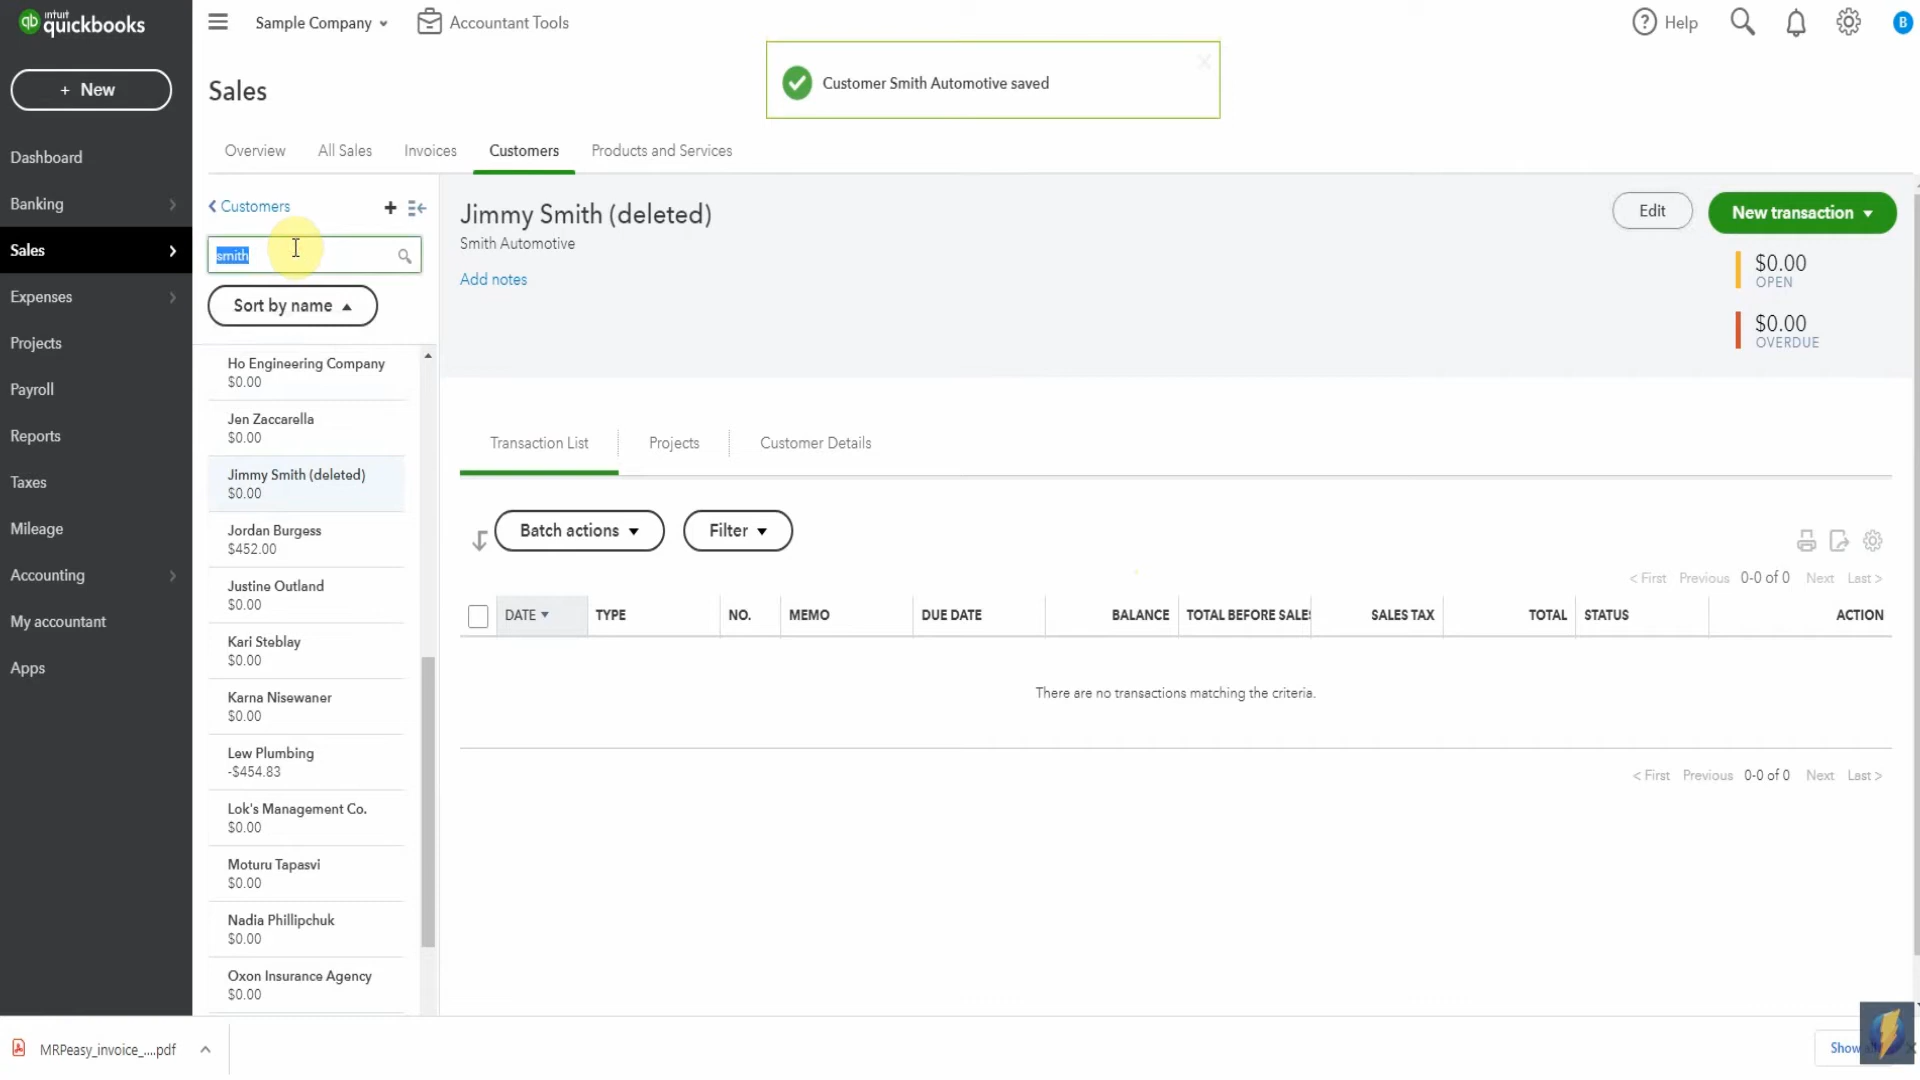 intuit
quickbooks
Sample Company
Accountant Tools
Help
B
+ New
Customer Smith Automotive saved
Sales
Overview
All Sales
Invoices
Customers
Products and Services
Dashboard
Banking
Sales
Expenses
Projects
Payroll
Reports
Taxes
Mileage
Accounting
My accountant
Apps
Customers
smith
Sort by name
Ho Engineering Company
$0.00
Jen Zaccarella
$0.00
Jimmy Smith (deleted)
$0.00
Jordan Burgess
$452.00
Justine Outland
$0.00
Kari Steblay
$0.00
Karna Nisewaner
$0.00
Lew Plumbing
-$454.83
Lok's Management Co.
$0.00
Moturu Tapasvi
$0.00
Nadia Phillipchuk
$0.00
Oxon Insurance Agency
$0.00
Jimmy Smith (deleted)
Smith Automotive
Add notes
Edit
New transaction
$0.00
OPEN
$0.00
OVERDUE
Transaction List
Projects
Customer Details
Batch actions
Filter
< First Previous 0-0 of 0 Next Last >
DATE TYPE NO. MEMO DUE DATE BALANCE TOTAL BEFORE SALES SALES TAX TOTAL STATUS ACTION
There are no transactions matching the criteria.
< First Previous 0-0 of 0 Next Last >
MRPeasy_invoice_....pdf
Show